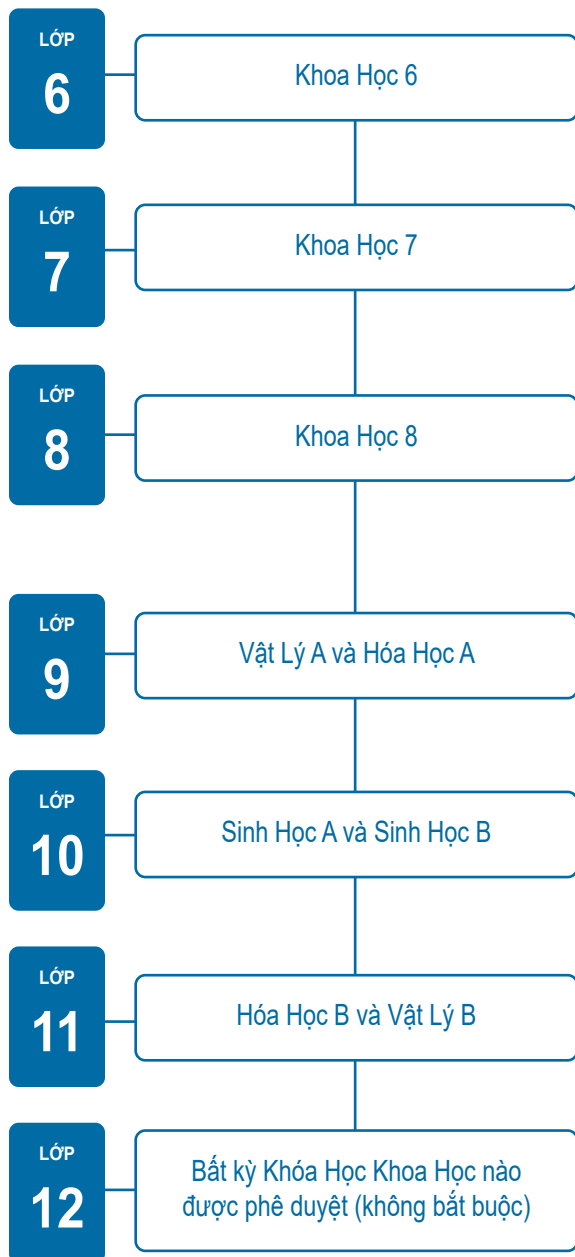 LỚP
6
Khoa Học 6
LỚP
7
Khoa Học 7
LỚP
8
Khoa Học 8
LỚP
9
Vật Lý A và Hóa Học A
LỚP
10
Sinh Học A và Sinh Học B
LỚP
11
Hóa Học B và Vật Lý B
LỚP
12
Bất kỳ Khóa Học Khoa Học nào
được phê duyệt (không bắt buộc)